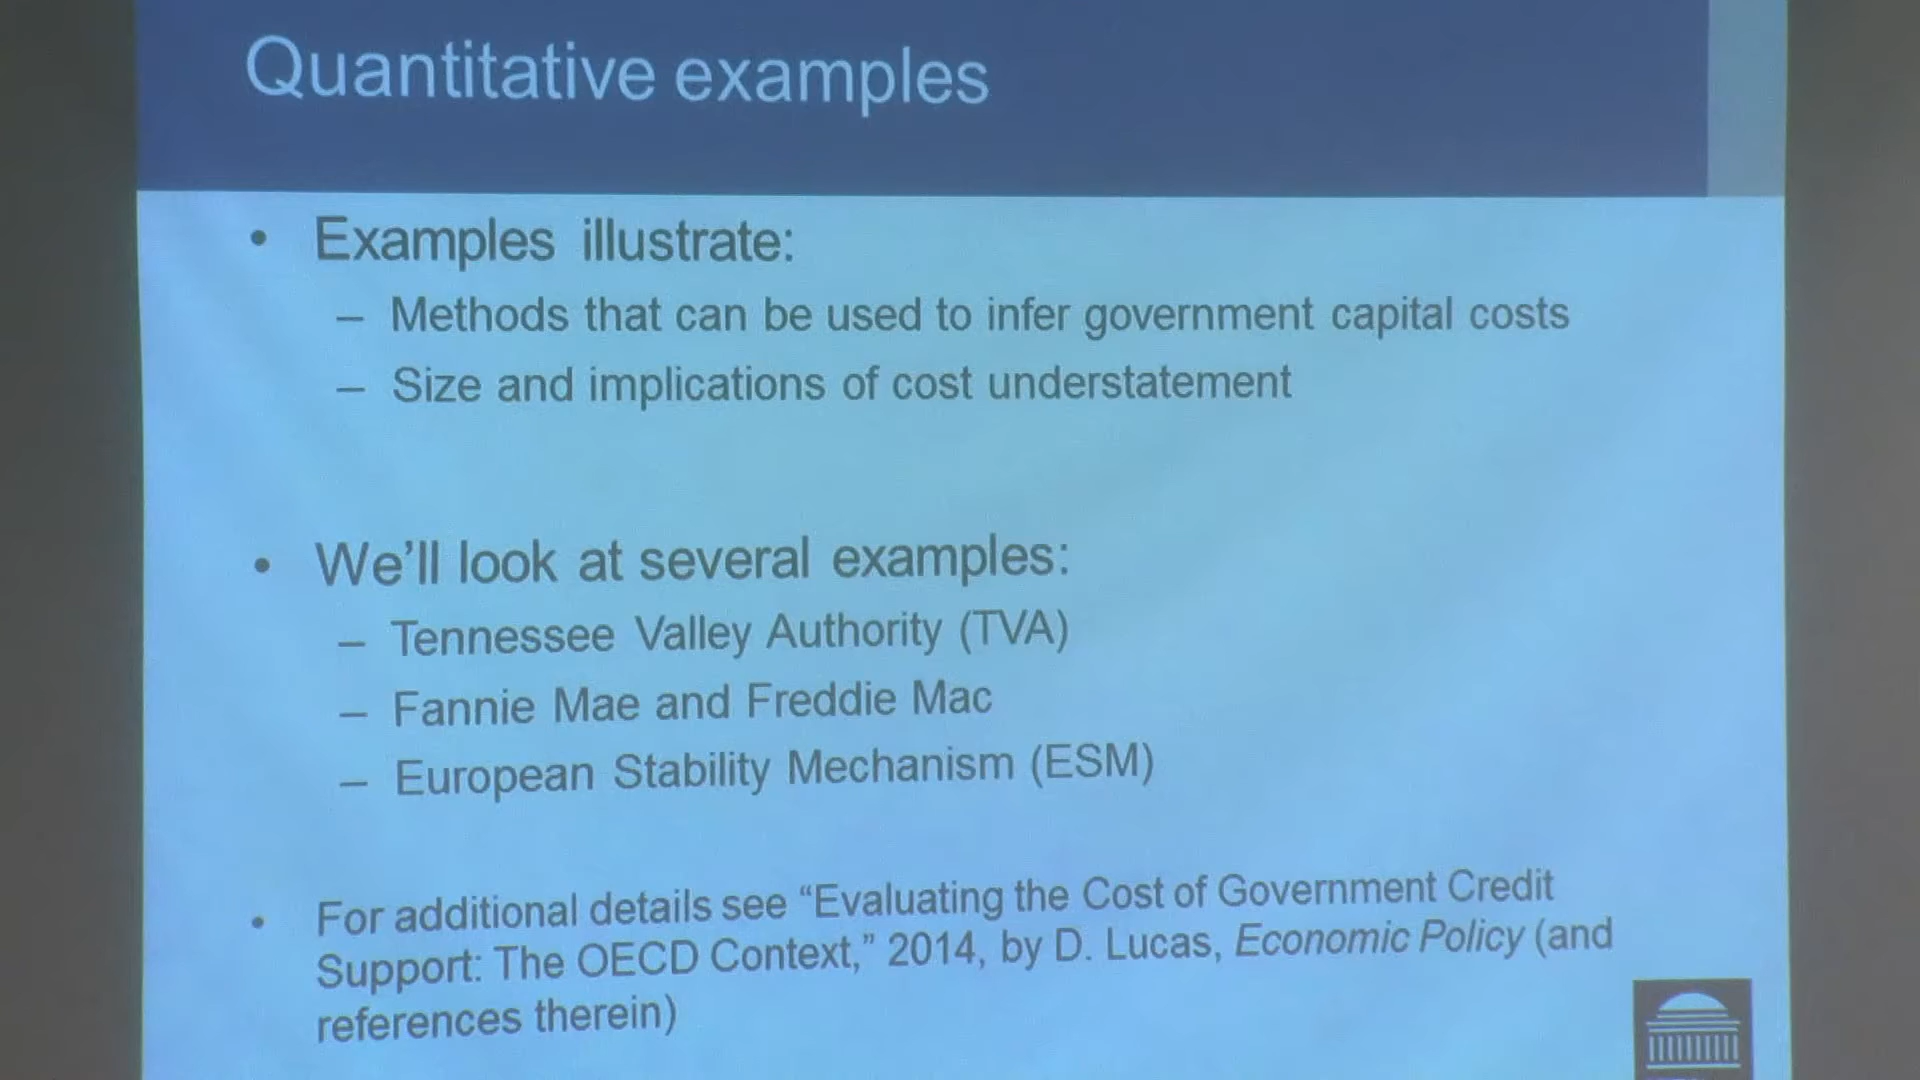 Quantitative examples
• Examples illustrate:
– Methods that can be used to infer government capital costs
– Size and implications of cost understatement
• We’ll look at several examples:
– Tennessee Valley Authority (TVA)
– Fannie Mae and Freddie Mac
– European Stability Mechanism (ESM)
• For additional details see “Evaluating the Cost of Government Credit
Support: The OECD Context,” 2014, by D. Lucas, Economic Policy (and
references therein)